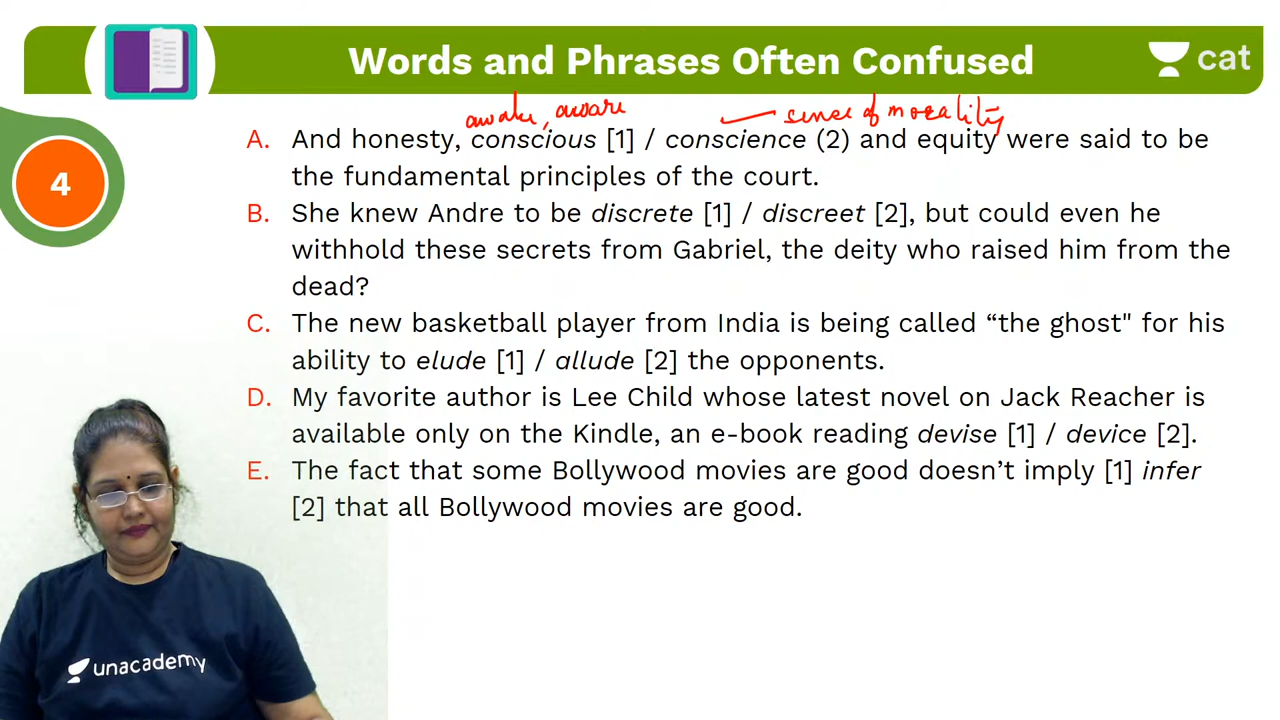 Words and Phrases Often Confused
cat
awake, aware
sense of morality
4
A. And honesty, conscious [1] / conscience (2) and equity were said to be
the fundamental principles of the court.
B. She knew Andre to be discrete [1] / discreet [2], but could even he
withhold these secrets from Gabriel, the deity who raised him from the
dead?
C. The new basketball player from India is being called “the ghost" for his
ability to elude [1] / allude [2] the opponents.
D. My favorite author is Lee Child whose latest novel on Jack Reacher is
available only on the Kindle, an e-book reading devise [1] / device [2].
E. The fact that some Bollywood movies are good doesn’t imply [1] infer
[2] that all Bollywood movies are good.
unacademy